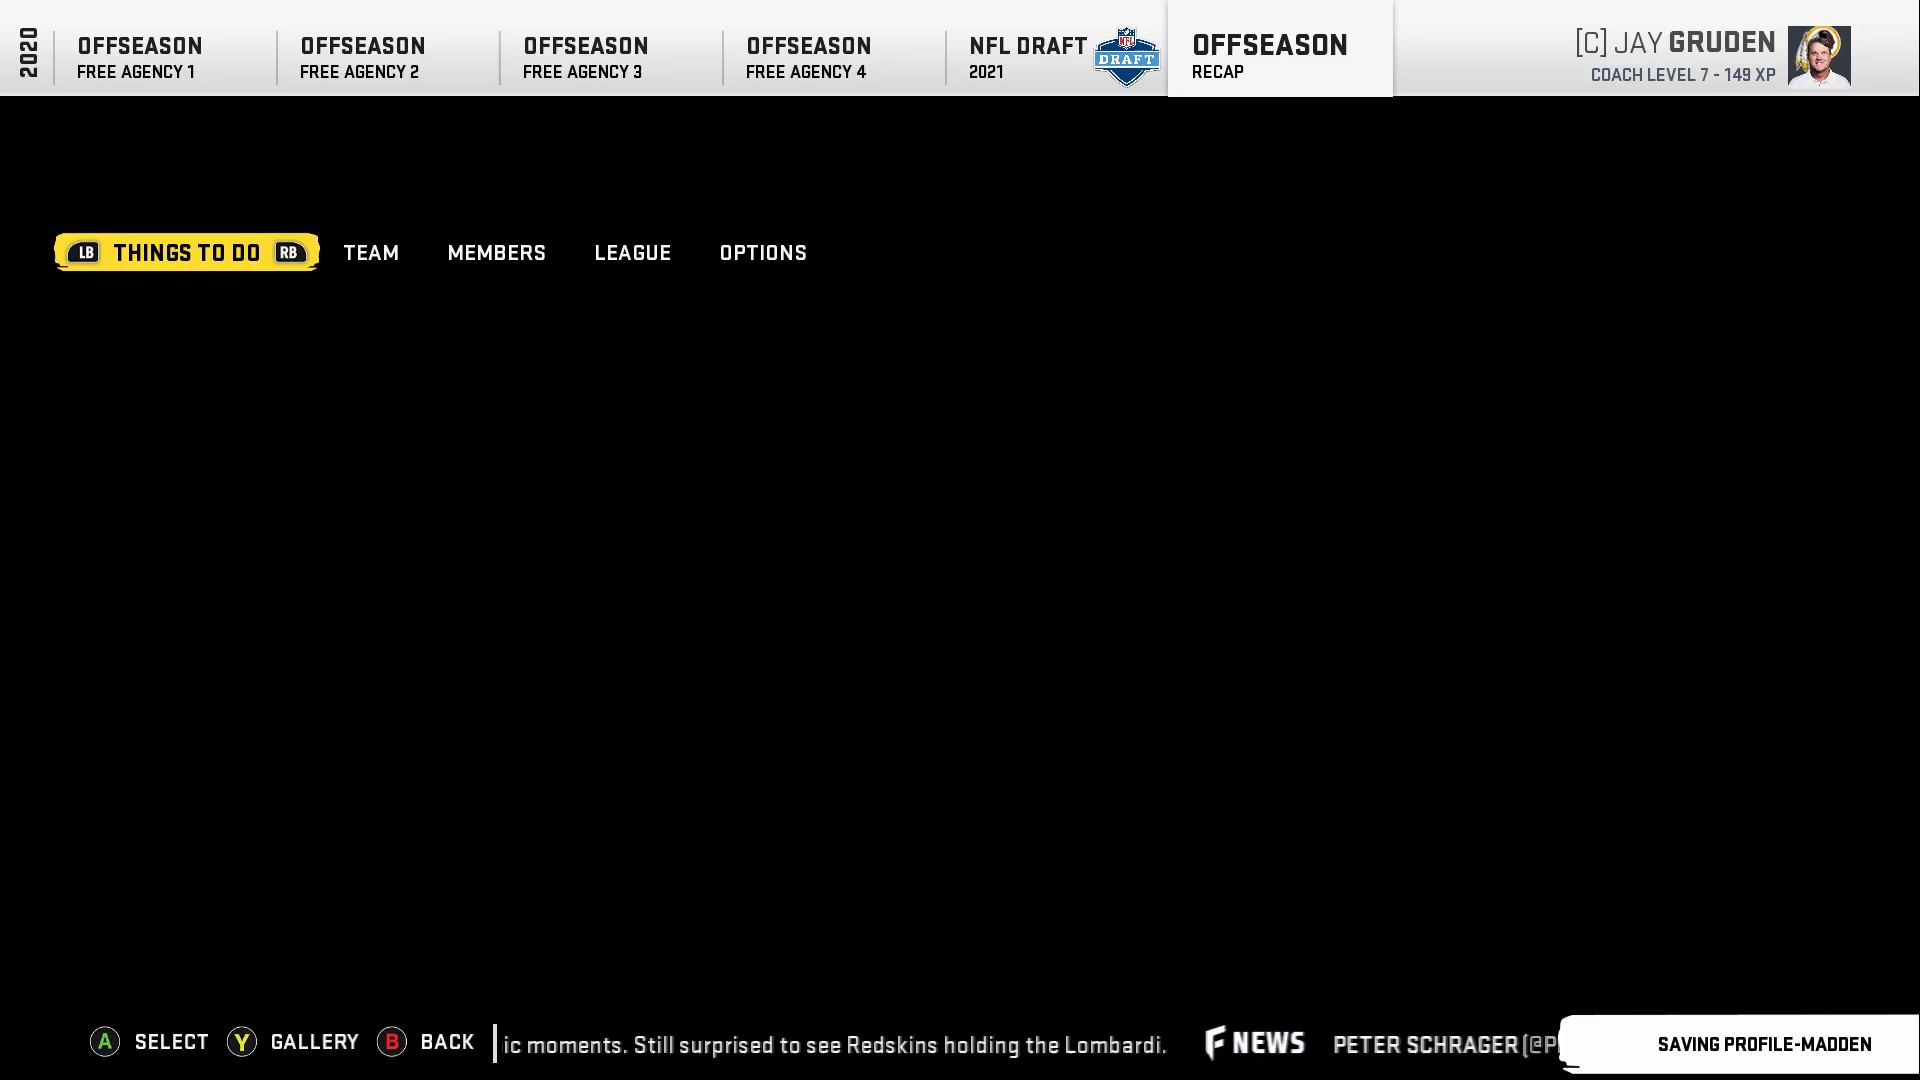 2020
OFFSEASON
FREE AGENCY 1
OFFSEASON
FREE AGENCY 2
OFFSEASON
FREE AGENCY 3
OFFSEASON
FREE AGENCY 4
NFL DRAFT
2021
NFL
DRAFT
OFFSEASON
RECAP
[C] JAY GRUDEN
COACH LEVEL 7 - 149 XP
LB THINGS TO DO RB TEAM MEMBERS LEAGUE OPTIONS
A SELECT Y GALLERY B BACK ic moments. Still surprised to see Redskins holding the Lombardi. F NEWS PETER SCHRAGER (@P SAVING PROFILE-MADDEN